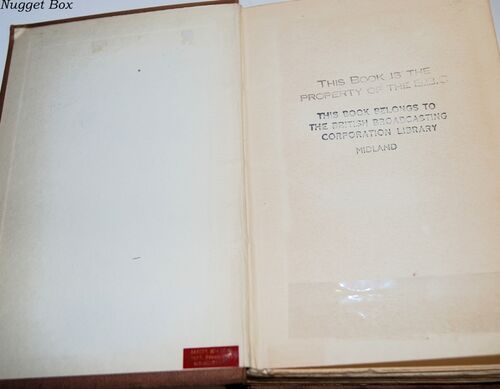 Nugget Box
THIS BOOK IS THE
PROPERTY OF THE B.B.C
THIS BOOK BELONGS TO
THE BRITISH BROADCASTING
CORPORATION LIBRARY
MIDLAND